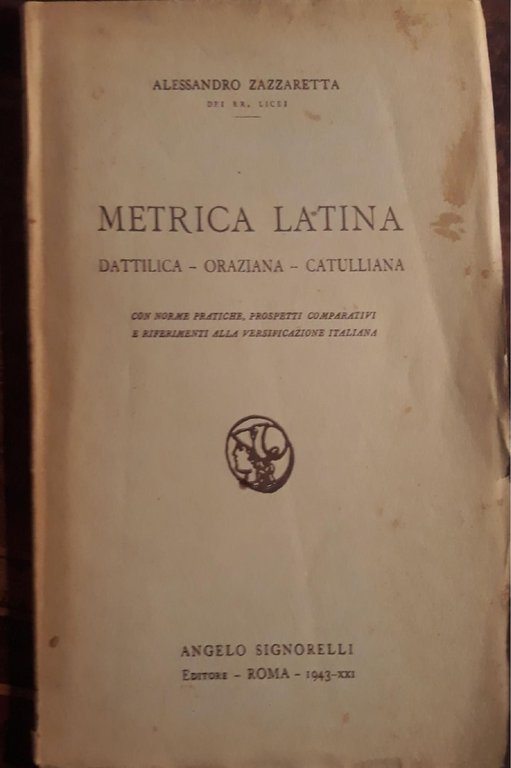 ALESSANDRO ZAZZARETTA
DEI RR. LICEI
METRICA LATINA
DATTILICA - ORAZIANA - CATULLIANA
CON NORME PRATICHE, PROSPETTI COMPARATIVI
E RIFERIMENTI ALLA VERSIFICAZIONE ITALIANA
ANGELO SIGNORELLI
EDITORE - ROMA - 1943-XXI